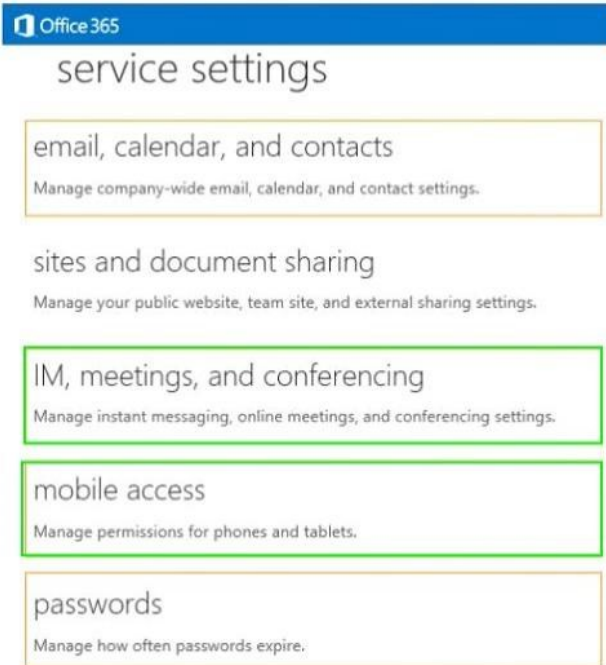 Office 365
service settings
email, calendar, and contacts
Manage company-wide email, calendar, and contact settings.
sites and document sharing
Manage your public website, team site, and external sharing settings.
IM, meetings, and conferencing
Manage instant messaging, online meetings, and conferencing settings.
mobile access
Manage permissions for phones and tablets.
passwords
Manage how often passwords expire.